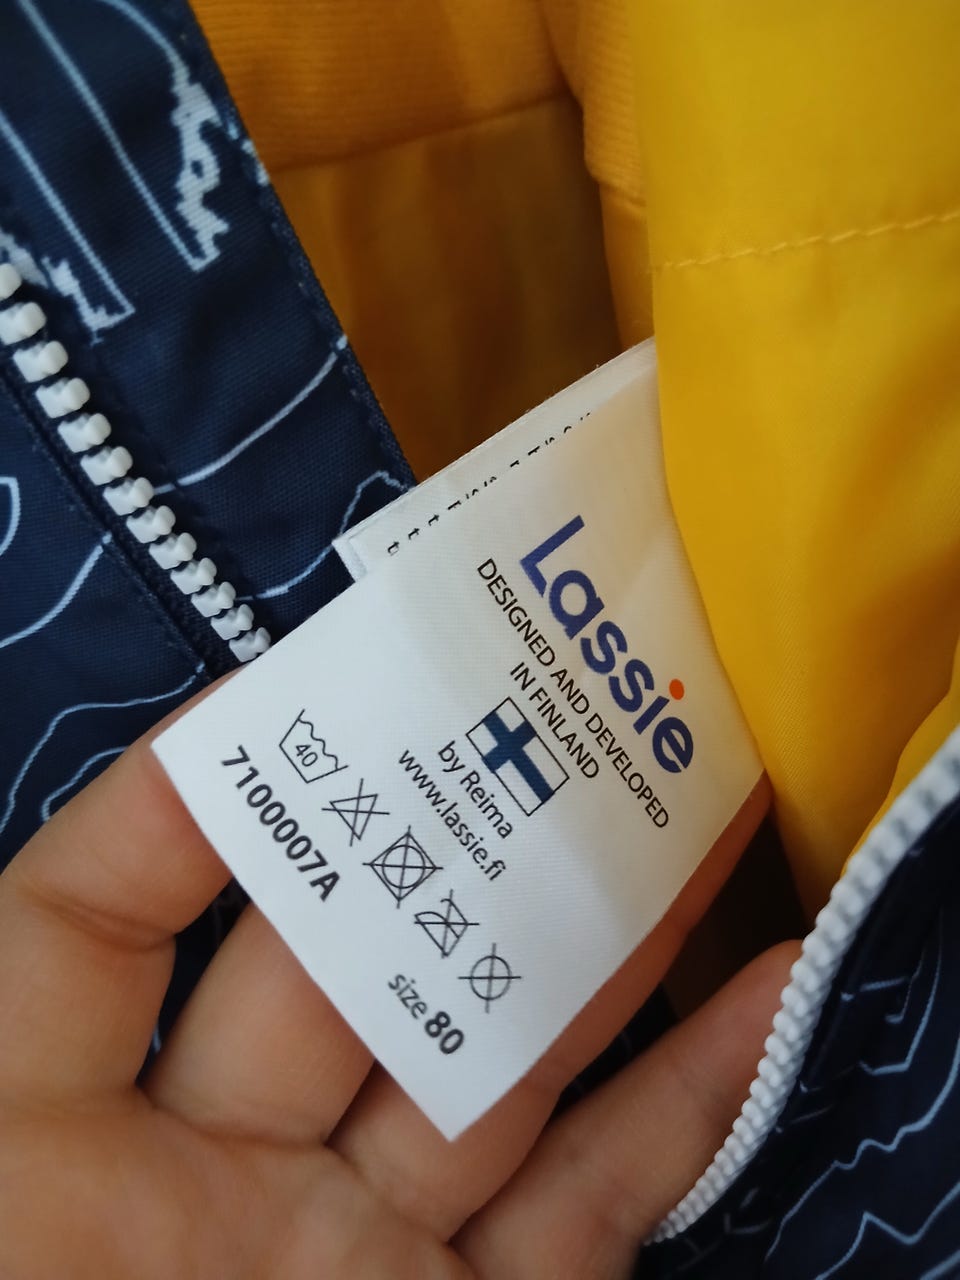 Lassie
DESIGNED AND DEVELOPED
IN FINLAND
by Reima
www.lassie.fi
40
7100007A
size 80